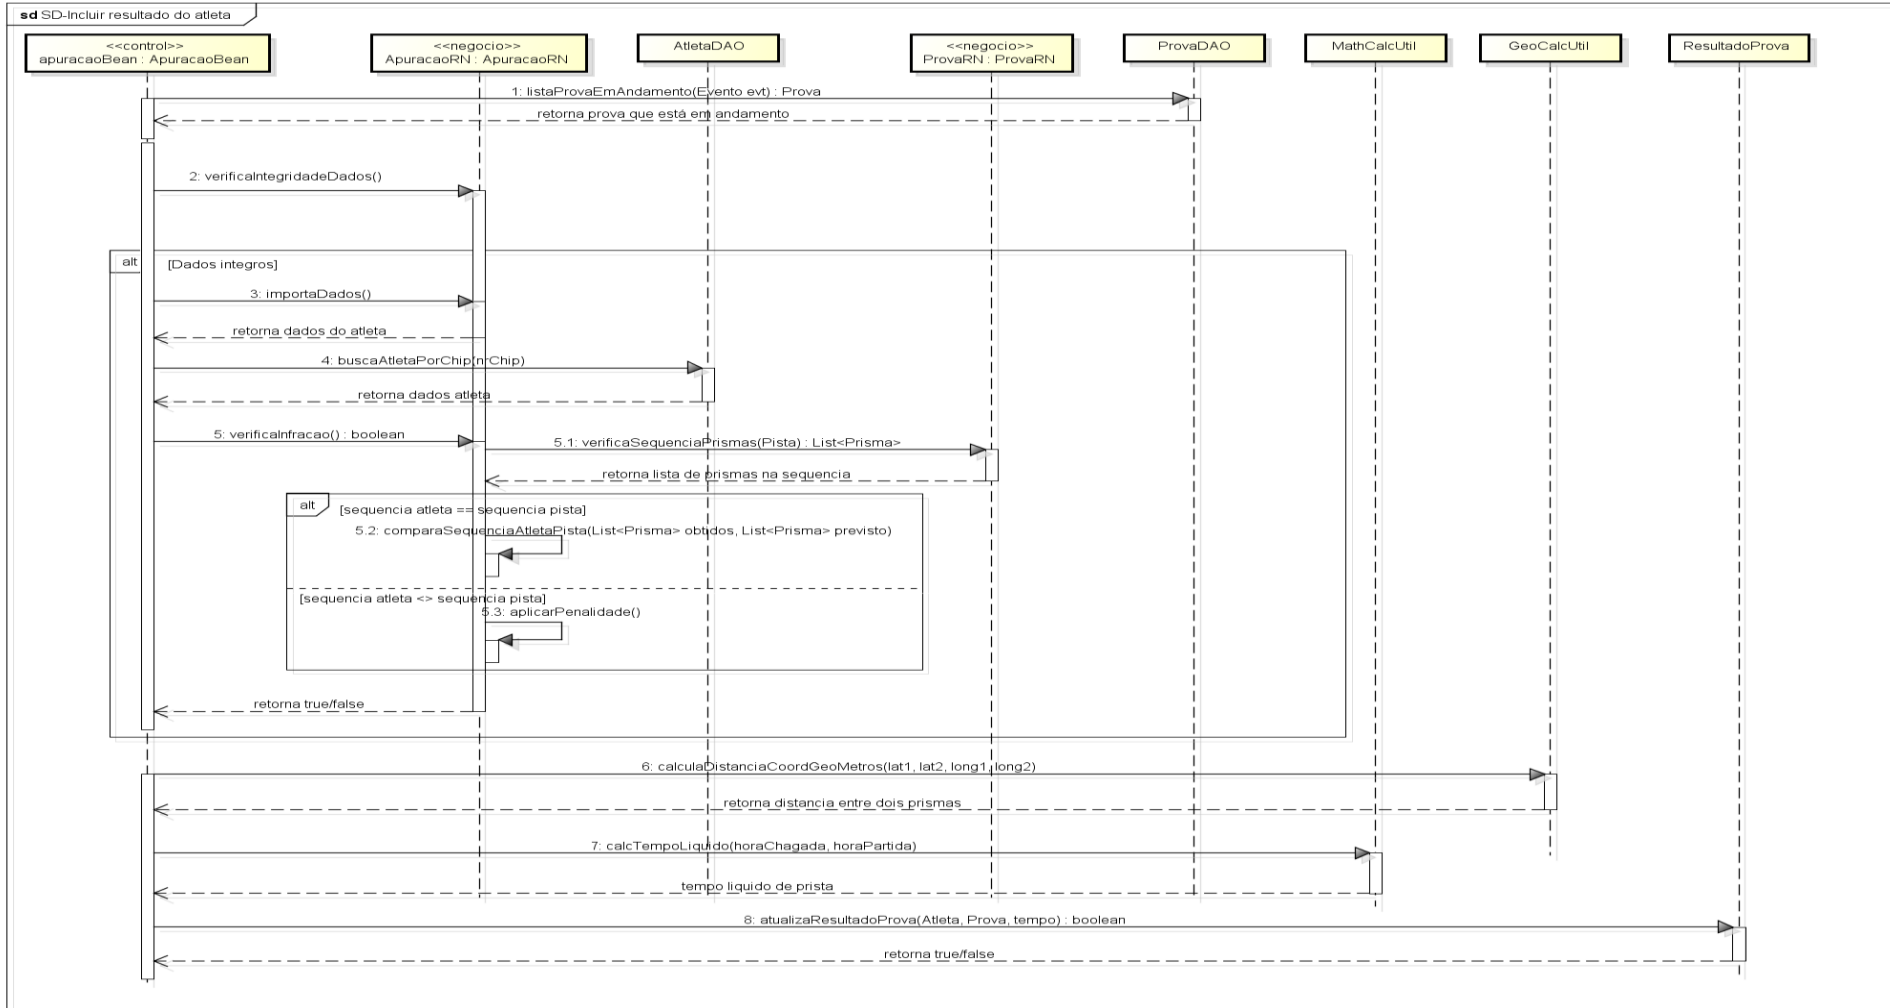 sd SD-Incluir resultado do atleta
<<control>>
apuracaoBean : ApuracaoBean
<<negocio>>
ApuracaoRN : ApuracaoRN
AtletaDAO
<<negocio>>
ProvaRN : ProvaRN
ProvaDAO
MathCalcUtil
GeoCalcUtil
ResultadoProva
1: listaProvaEmAndamento(Evento evt) : Prova
retorna prova que está em andamento
2: verificaIntegridadeDados()
alt
[Dados integros]
3: importaDados()
retorna dados do atleta
4: buscaAtletaPorChip(nrChip)
retorna dados atleta
5: verificaInfracao() : boolean
5.1: verificaSequenciaPrismas(Pista) : List<Prisma>
retorna lista de prismas na sequencia
alt
[sequencia atleta == sequencia pista]
5.2: comparaSequenciaAtletaPista(List<Prisma> obtidos, List<Prisma> previsto)
[sequencia atleta <> sequencia pista]
5.3: aplicarPenalidade()
retorna true/false
6: calculaDistanciaCoordGeoMetros(lat1, lat2, long1, long2)
retorna distancia entre dois prismas
7: calcTempoLiquido(horaChagada, horaPartida)
tempo liquido de prista
8: atualizaResultadoProva(Atleta, Prova, tempo) : boolean
retorna true/false